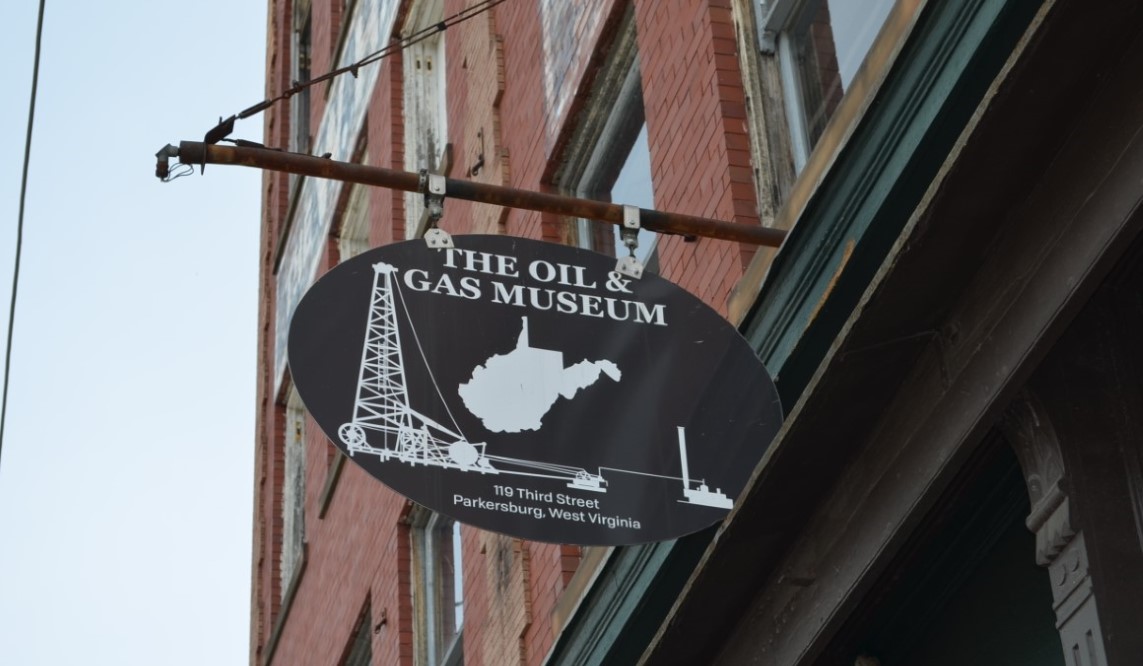 THE OIL &
GAS MUSEUM
119 Third Street
Parkersburg, West Virginia